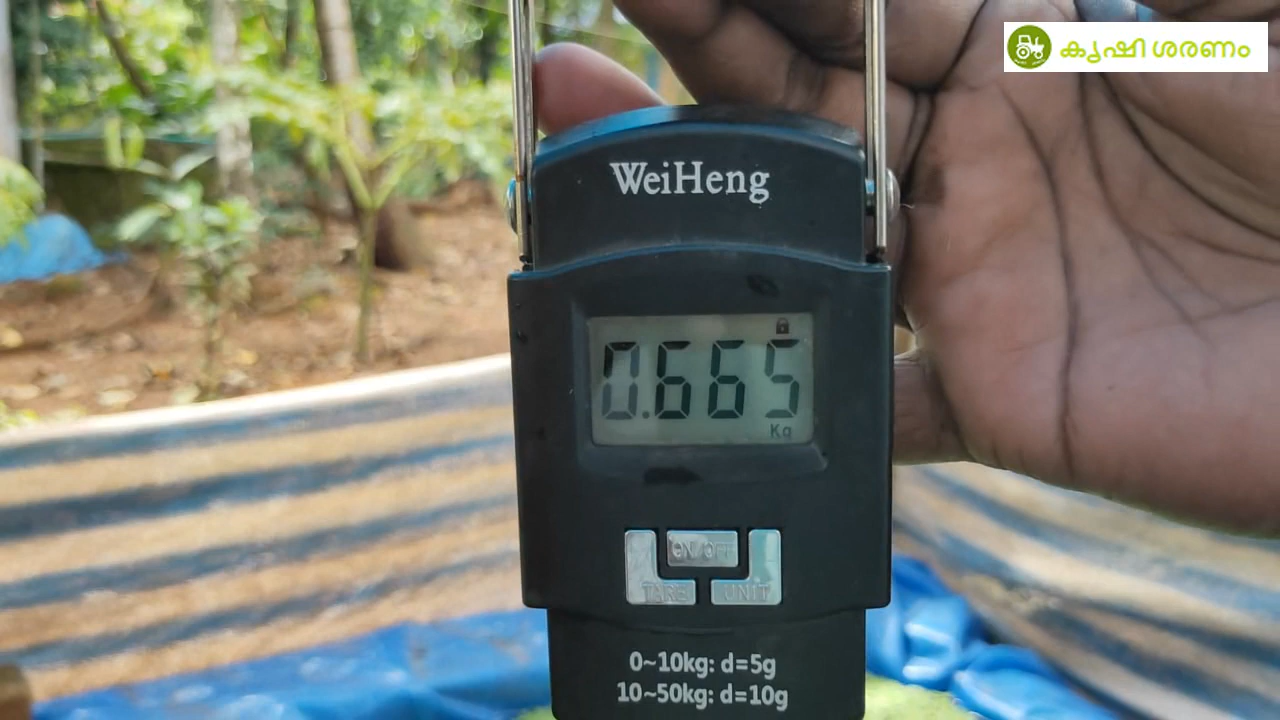 കൃഷി ശരണം
WeiHeng
0.665
Kg
ON/OFF
TARE UNIT
0~10kg: d=5g
10~50kg: d=10g